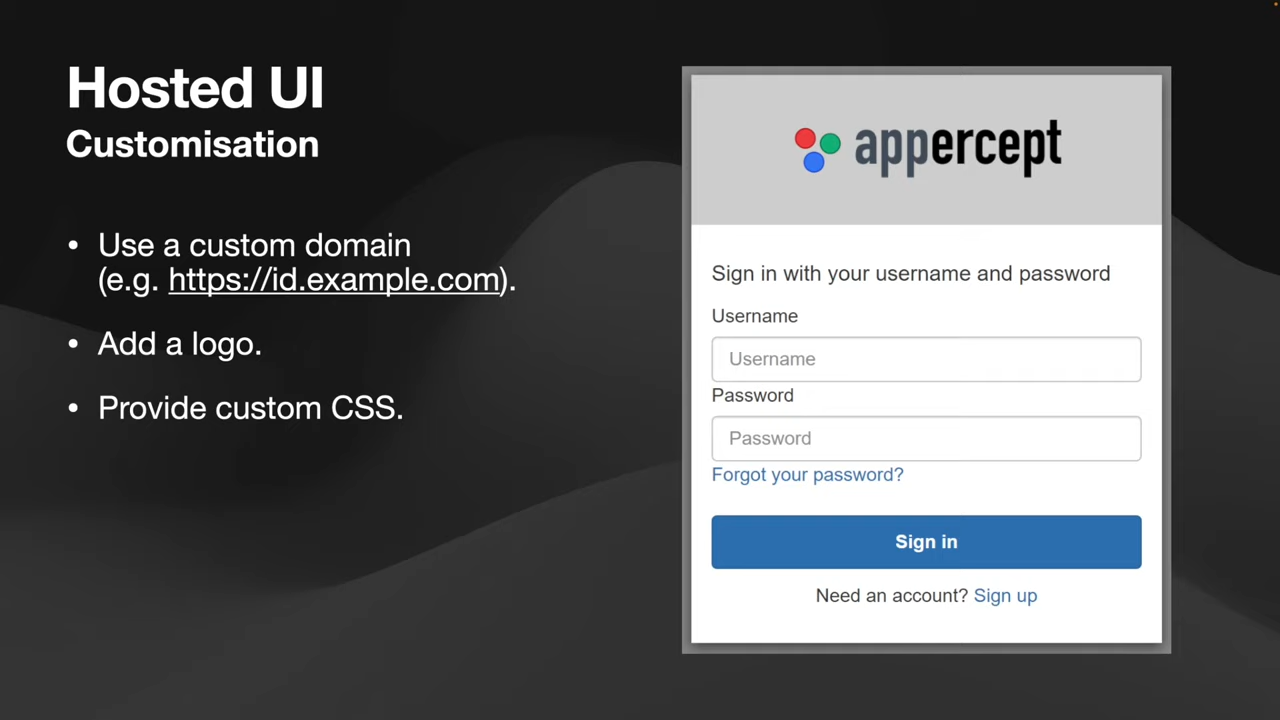 Hosted UI
Customisation
• Use a custom domain
(e.g. https://id.example.com).
• Add a logo.
• Provide custom CSS.
appercept
Sign in with your username and password
Username
Username
Password
Password
Forgot your password?
Sign in
Need an account? Sign up